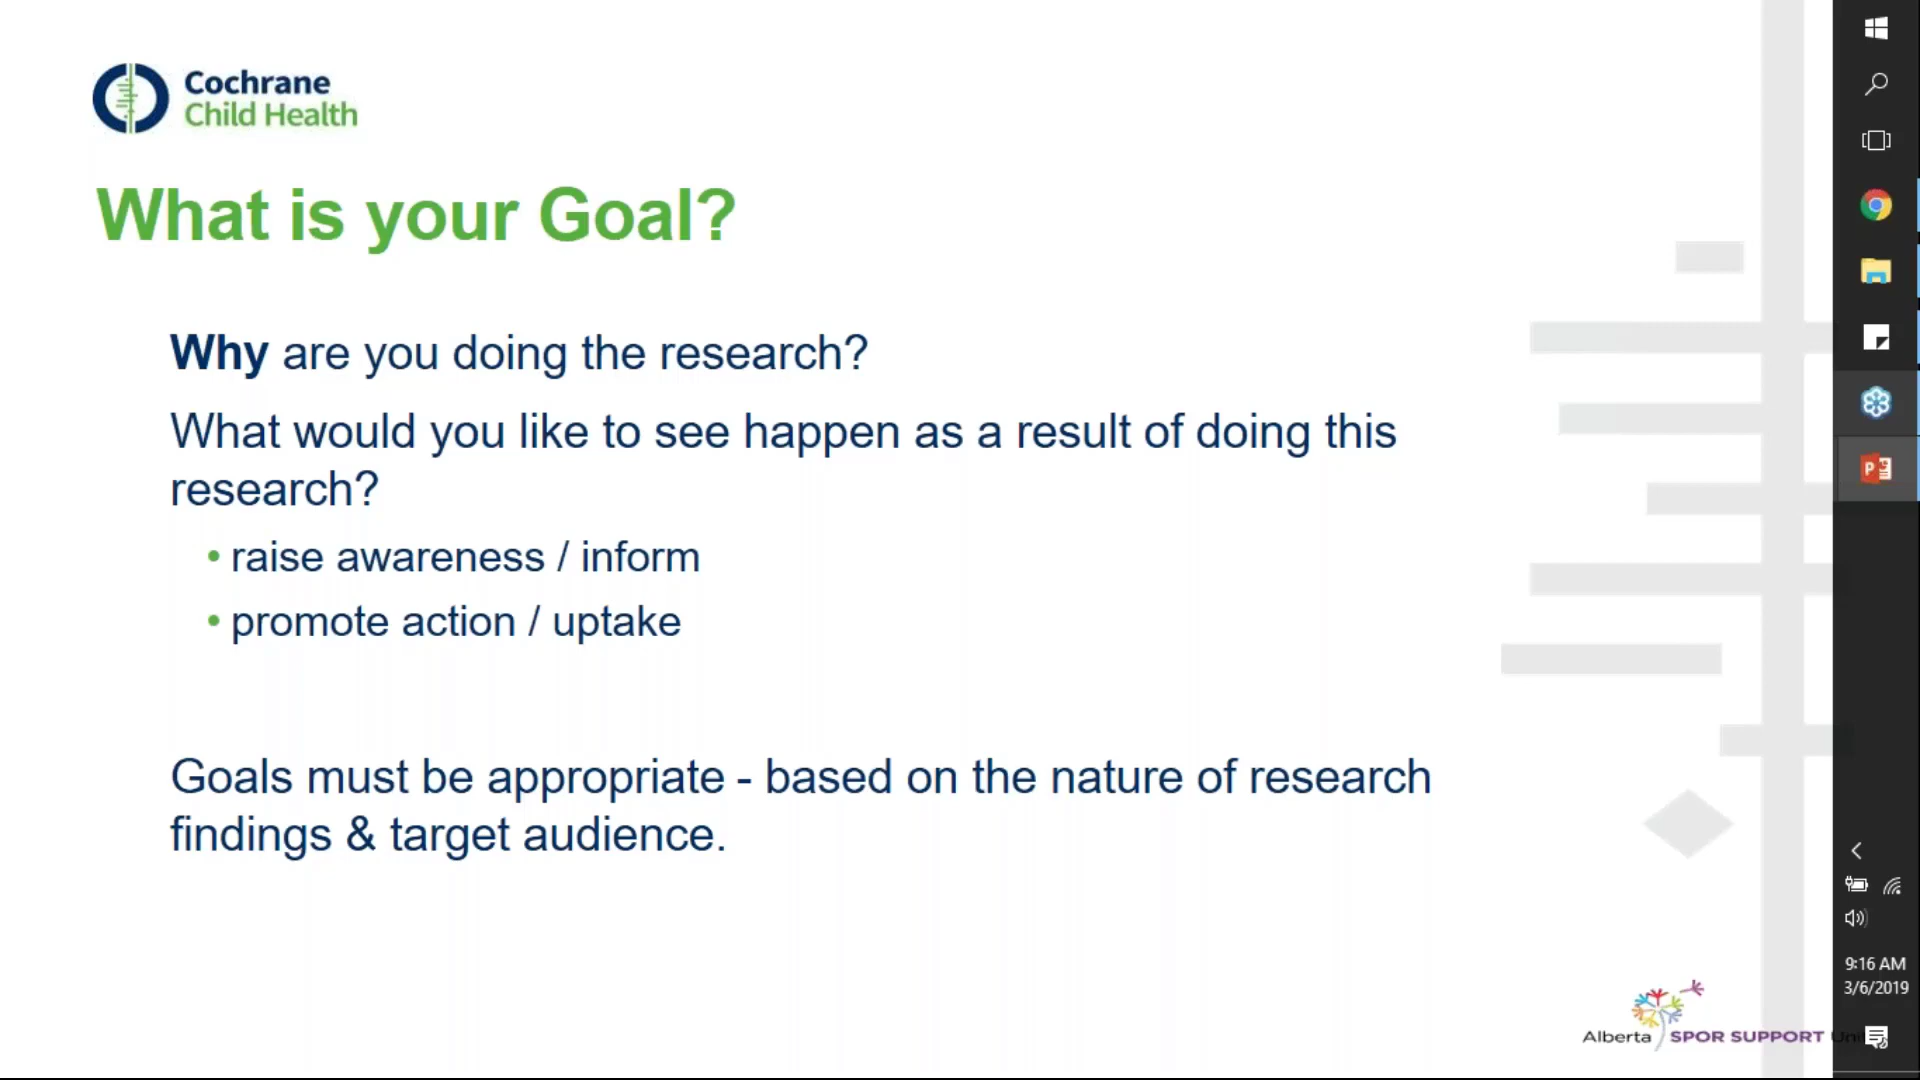 Cochrane
Child Health
What is your Goal?
Why are you doing the research?
What would you like to see happen as a result of doing this
research?
• raise awareness / inform
• promote action / uptake
Goals must be appropriate - based on the nature of research
findings & target audience.
9:16 AM
3/6/2019
Alberta SPOR SUPPORT